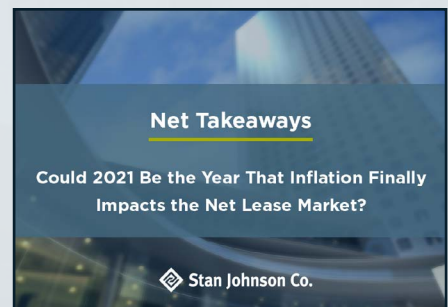 Net Takeaways
Could 2021 Be the Year That Inflation Finally
Impacts the Net Lease Market?
Stan Johnson Co.